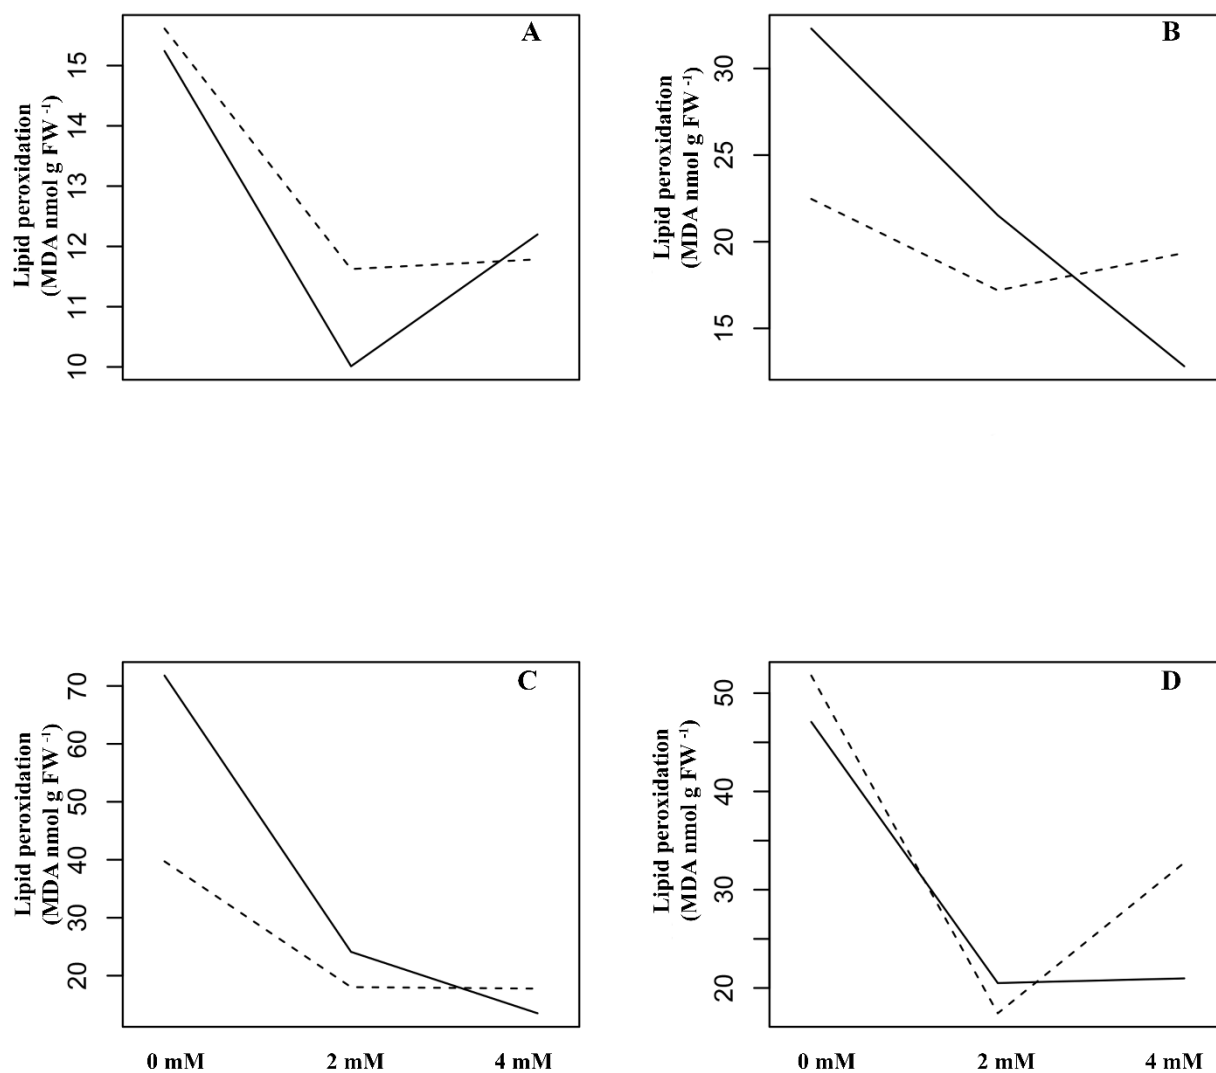 A
Lipid peroxidation
(MDA nmol g FW ⁻¹)
15
14
13
12
11
10
B
Lipid peroxidation
(MDA nmol g FW ⁻¹)
30
25
20
15
C
Lipid peroxidation
(MDA nmol g FW ⁻¹)
70
60
50
40
30
20
0 mM
2 mM
4 mM
D
Lipid peroxidation
(MDA nmol g FW ⁻¹)
50
40
30
20
0 mM
2 mM
4 mM